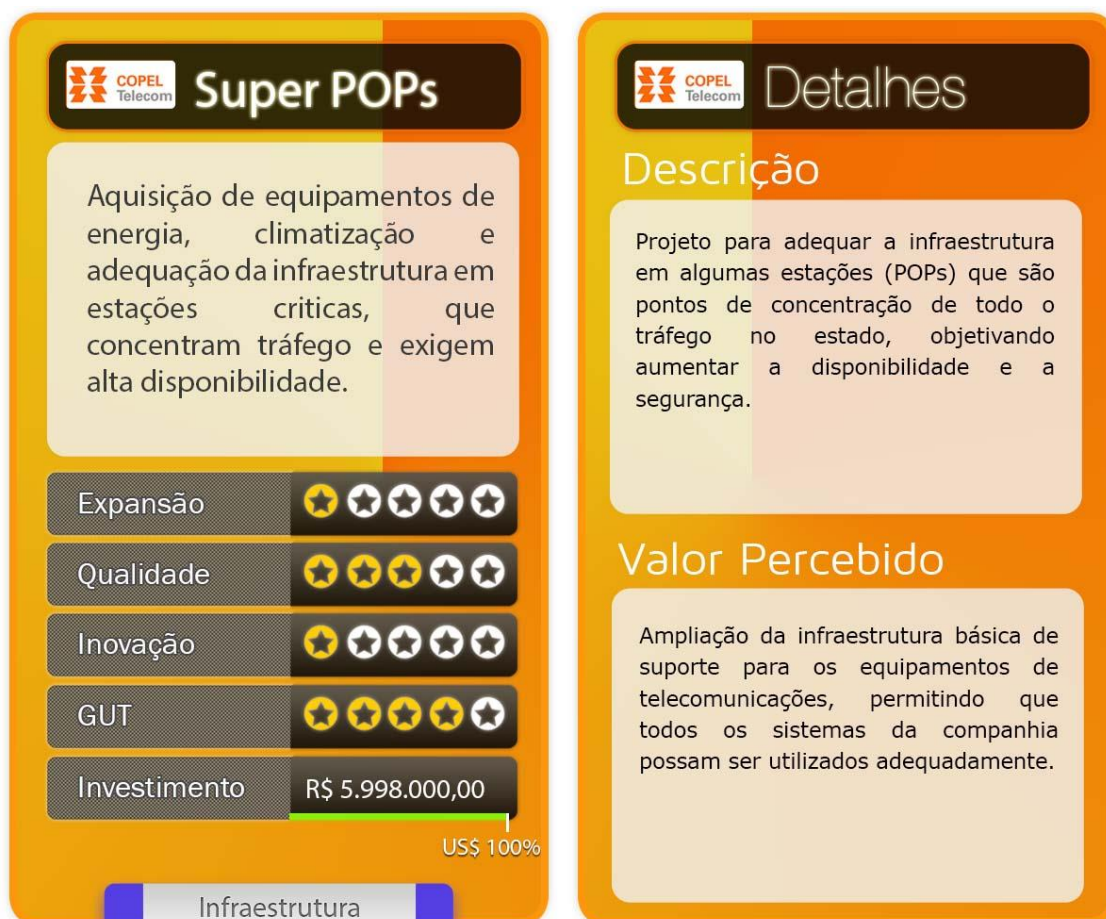 COPEL
Telecom
Super POPs
Aquisição de equipamentos de
energia, climatização e
adequação da infraestrutura em
estações criticas, que
concentram tráfego e exigem
alta disponibilidade.
Expansão
Qualidade
Inovação
GUT
Investimento R$ 5.998.000,00
US$ 100%
Infraestrutura
COPEL
Telecom
Detalhes
Descrição
Projeto para adequar a infraestrutura
em algumas estações (POPs) que são
pontos de concentração de todo o
tráfego no estado, objetivando
aumentar a disponibilidade e a
segurança.
Valor Percebido
Ampliação da infraestrutura básica de
suporte para os equipamentos de
telecomunicações, permitindo que
todos os sistemas da companhia
possam ser utilizados adequadamente.